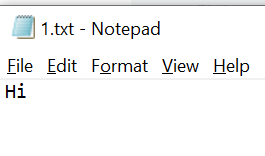 1.txt - Notepad
File Edit Format View Help
Hi